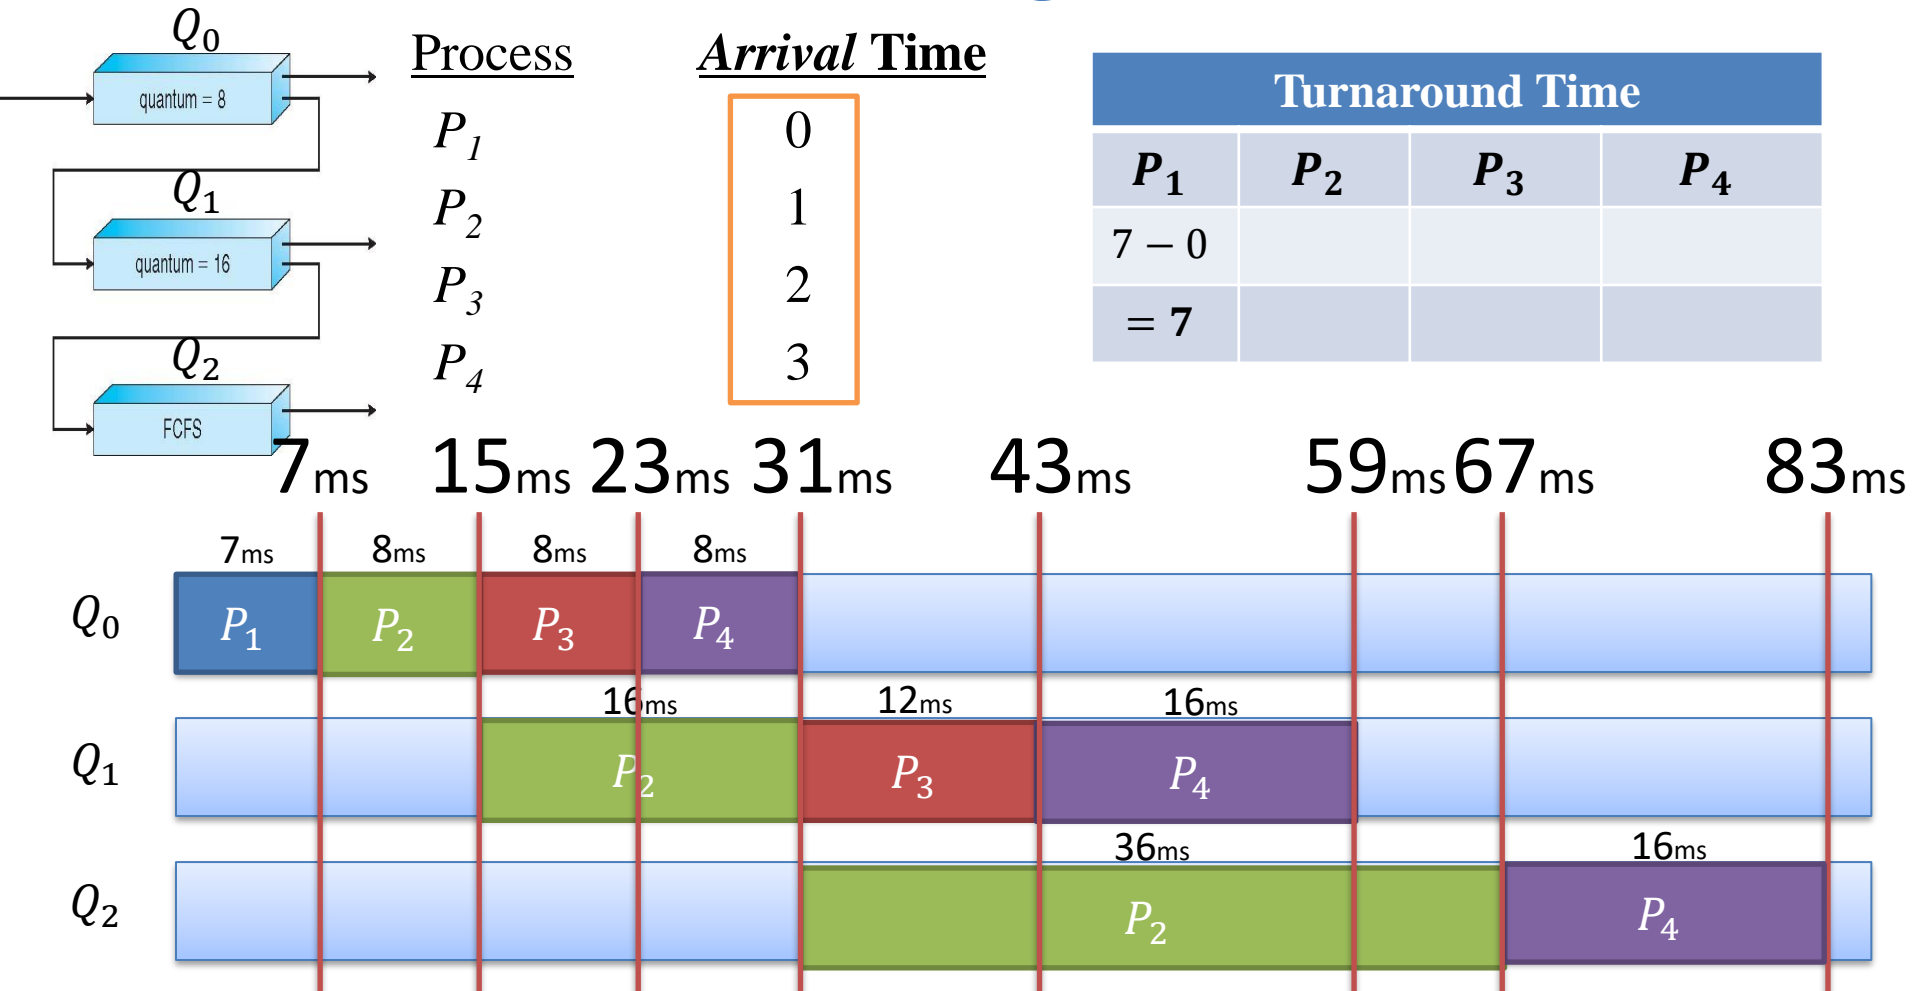 Q0
quantum = 8
Q1
quantum = 16
Q2
FCFS
Process Arrival Time
P1 0
P2 1
P3 2
P4 3
Turnaround Time
P1 P2 P3 P4
7 − 0
= 7
7ms 15ms 23ms 31ms 43ms 59ms 67ms 83ms
7ms 8ms 8ms 8ms
Q0 P1 P2 P3 P4
16ms 12ms 16ms
Q1 P2 P3 P4
36ms 16ms
Q2 P2 P4